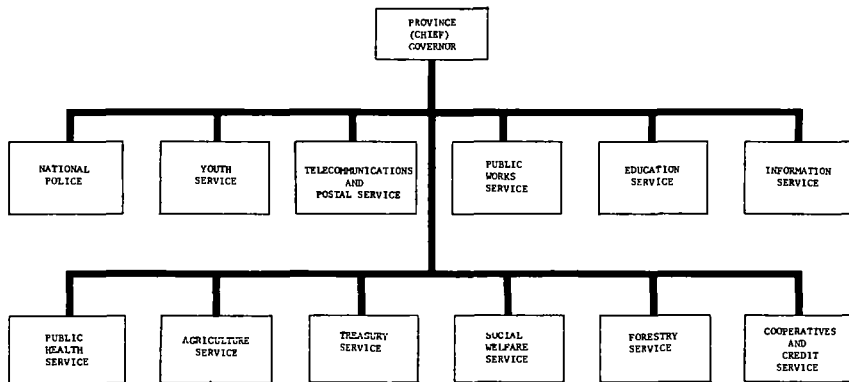 PROVINCE
(CHIEF)
GOVERNOR
NATIONAL
POLICE
YOUTH
SERVICE
TELECOMMUNICATIONS
AND
POSTAL SERVICE
PUBLIC
WORKS
SERVICE
EDUCATION
SERVICE
INFORMATION
SERVICE
PUBLIC
HEALTH
SERVICE
AGRICULTURE
SERVICE
TREASURY
SERVICE
SOCIAL
WELFARE
SERVICE
FORESTRY
SERVICE
COOPERATIVES
AND
CREDIT
SERVICE